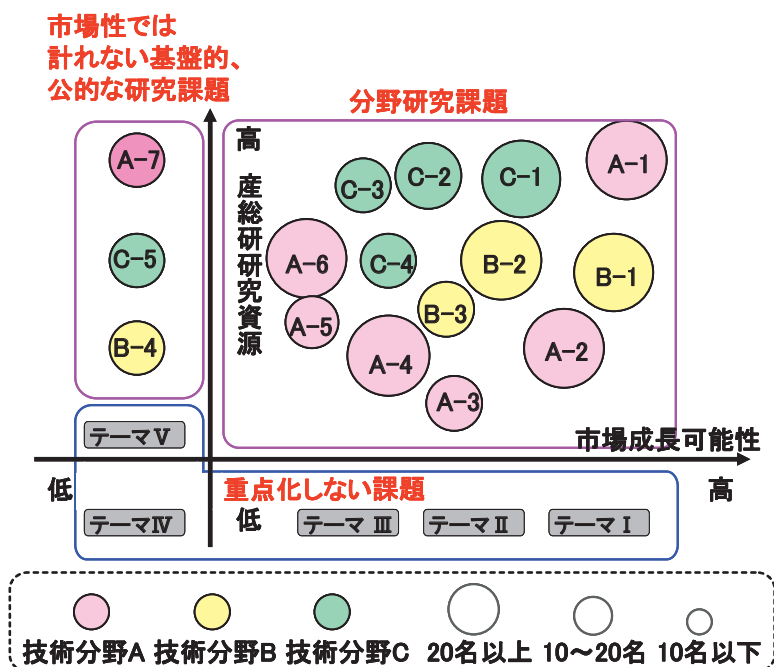 市場性では
計れない基盤的、
公的な研究課題
分野研究課題
高
産総研研究資源
A-7
C-5
B-4
C-3
C-2
C-1
A-1
A-6
C-4
B-2
B-1
A-5
B-3
A-4
A-2
A-3
テーマⅤ
市場成長可能性
低
重点化しない課題
高
テーマⅣ
低
テーマ Ⅲ
テーマⅡ
テーマⅠ
技術分野A 技術分野B 技術分野C 20名以上 10～20名 10名以下